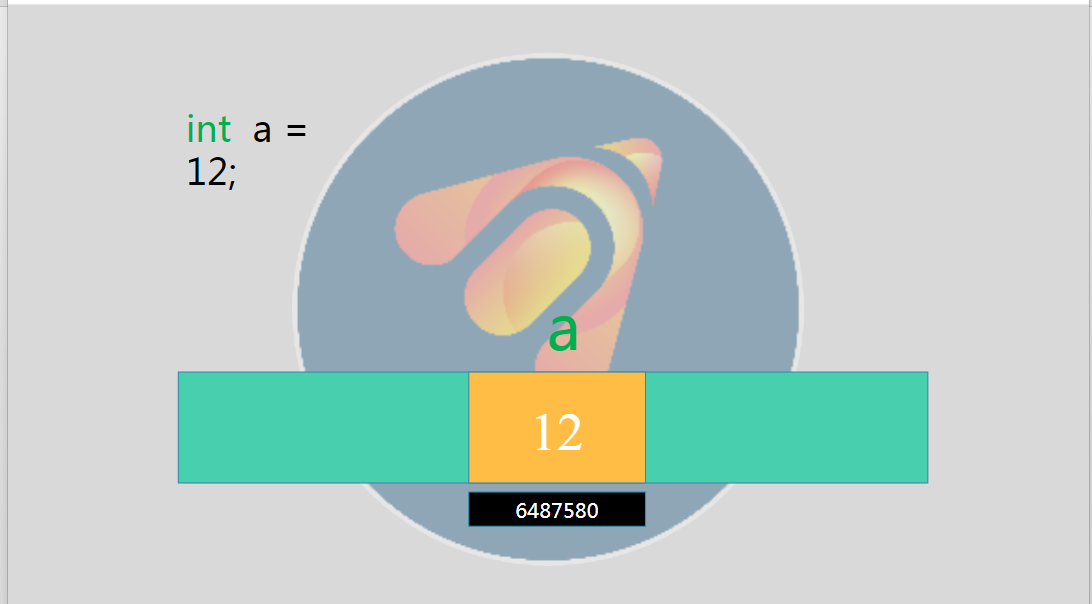 int a =
12;
a
12
6487580